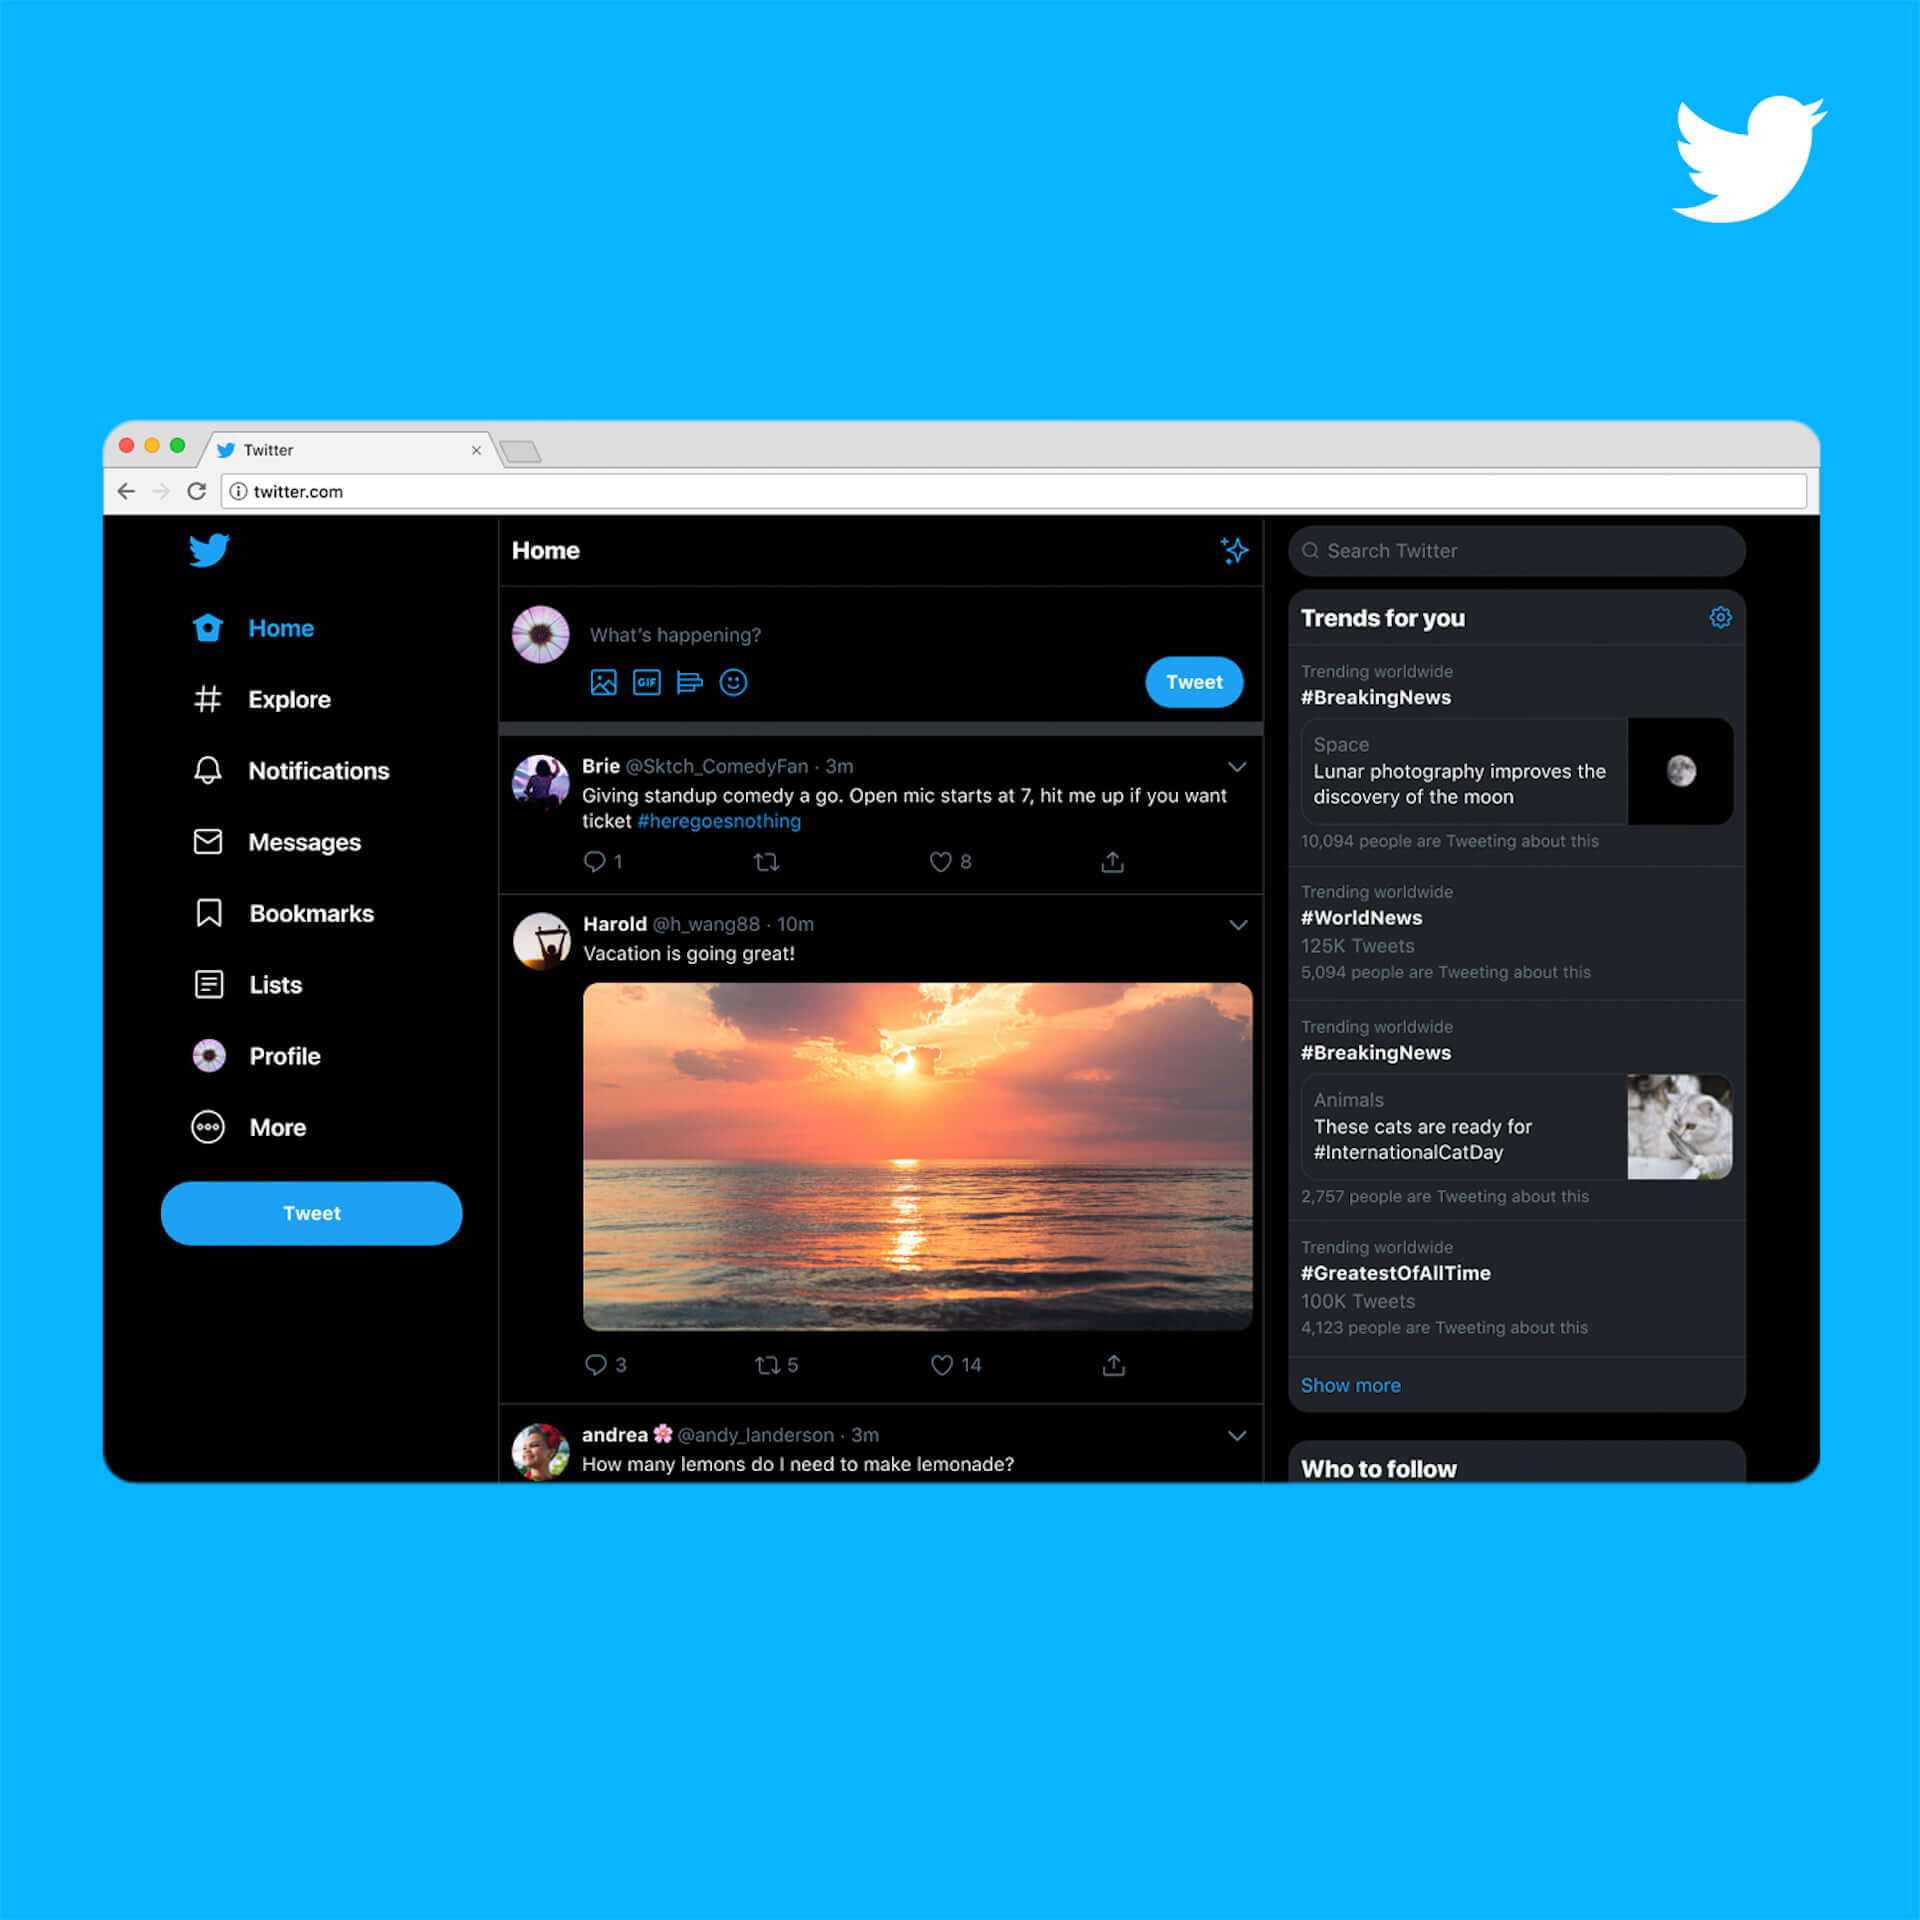 Twitter
twitter.com
Home
Explore
Notifications
Messages
Bookmarks
Lists
Profile
More
Tweet
Home
What's happening?
GIF
Tweet
Brie @Sktch_ComedyFan · 3m
Giving standup comedy a go. Open mic starts at 7, hit me up if you want
ticket #heregoesnothing
1
8
Harold @h_wang88 · 10m
Vacation is going great!
3
5
14
andrea 🌸 @andy_landerson · 3m
How many lemons do I need to make lemonade?
Search Twitter
Trends for you
Trending worldwide
#BreakingNews
Space
Lunar photography improves the
discovery of the moon
10,094 people are Tweeting about this
Trending worldwide
#WorldNews
125K Tweets
5,094 people are Tweeting about this
Trending worldwide
#BreakingNews
Animals
These cats are ready for
#InternationalCatDay
2,757 people are Tweeting about this
Trending worldwide
#GreatestOfAllTime
100K Tweets
4,123 people are Tweeting about this
Show more
Who to follow